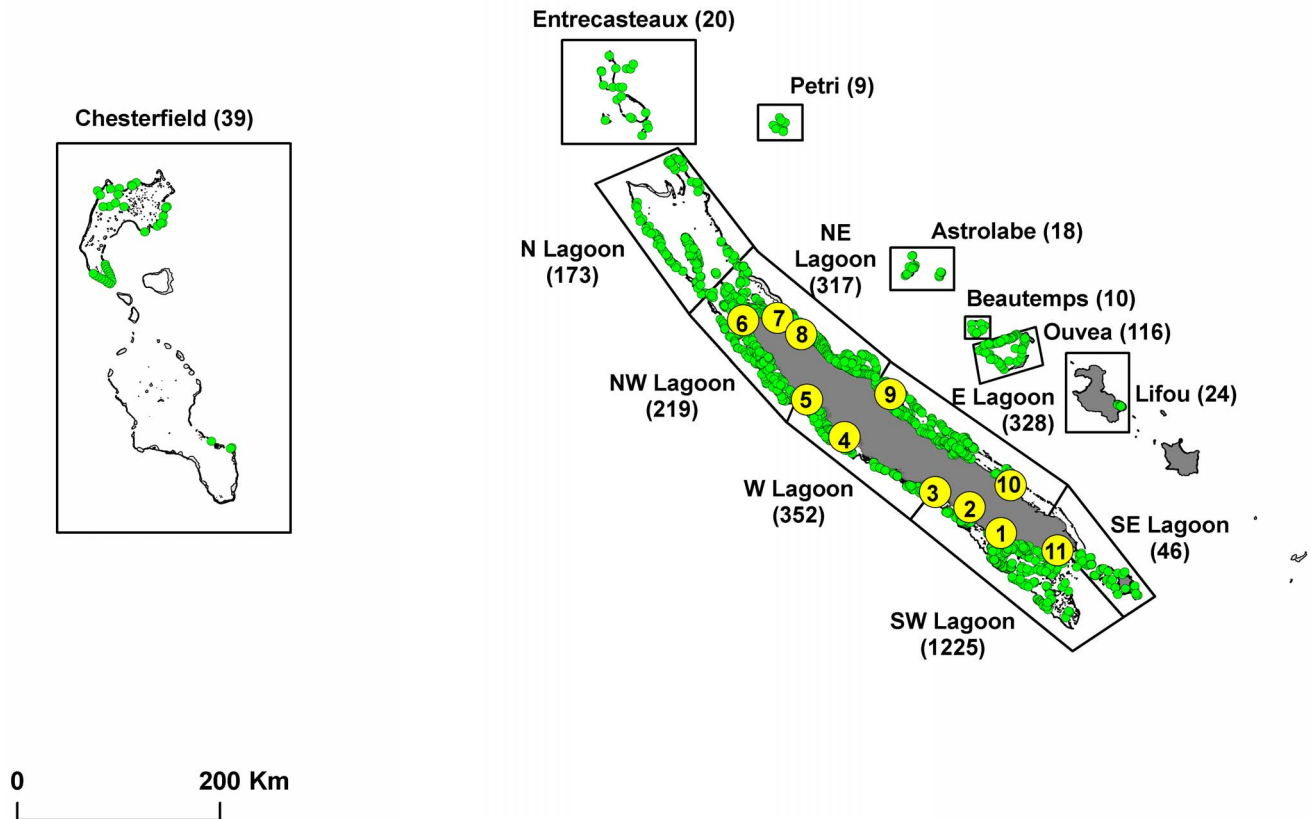 Entrecasteaux (20)
Petri (9)
Chesterfield (39)
N Lagoon
(173)
NE
Lagoon
(317)
Astrolabe (18)
Beautemps (10)
Ouvea (116)
6
7
8
NW Lagoon
(219)
5
9
E Lagoon
(328)
Lifou (24)
4
W Lagoon
(352)
3
2
10
1
11
SE Lagoon
(46)
SW Lagoon
(1225)
0
200 Km